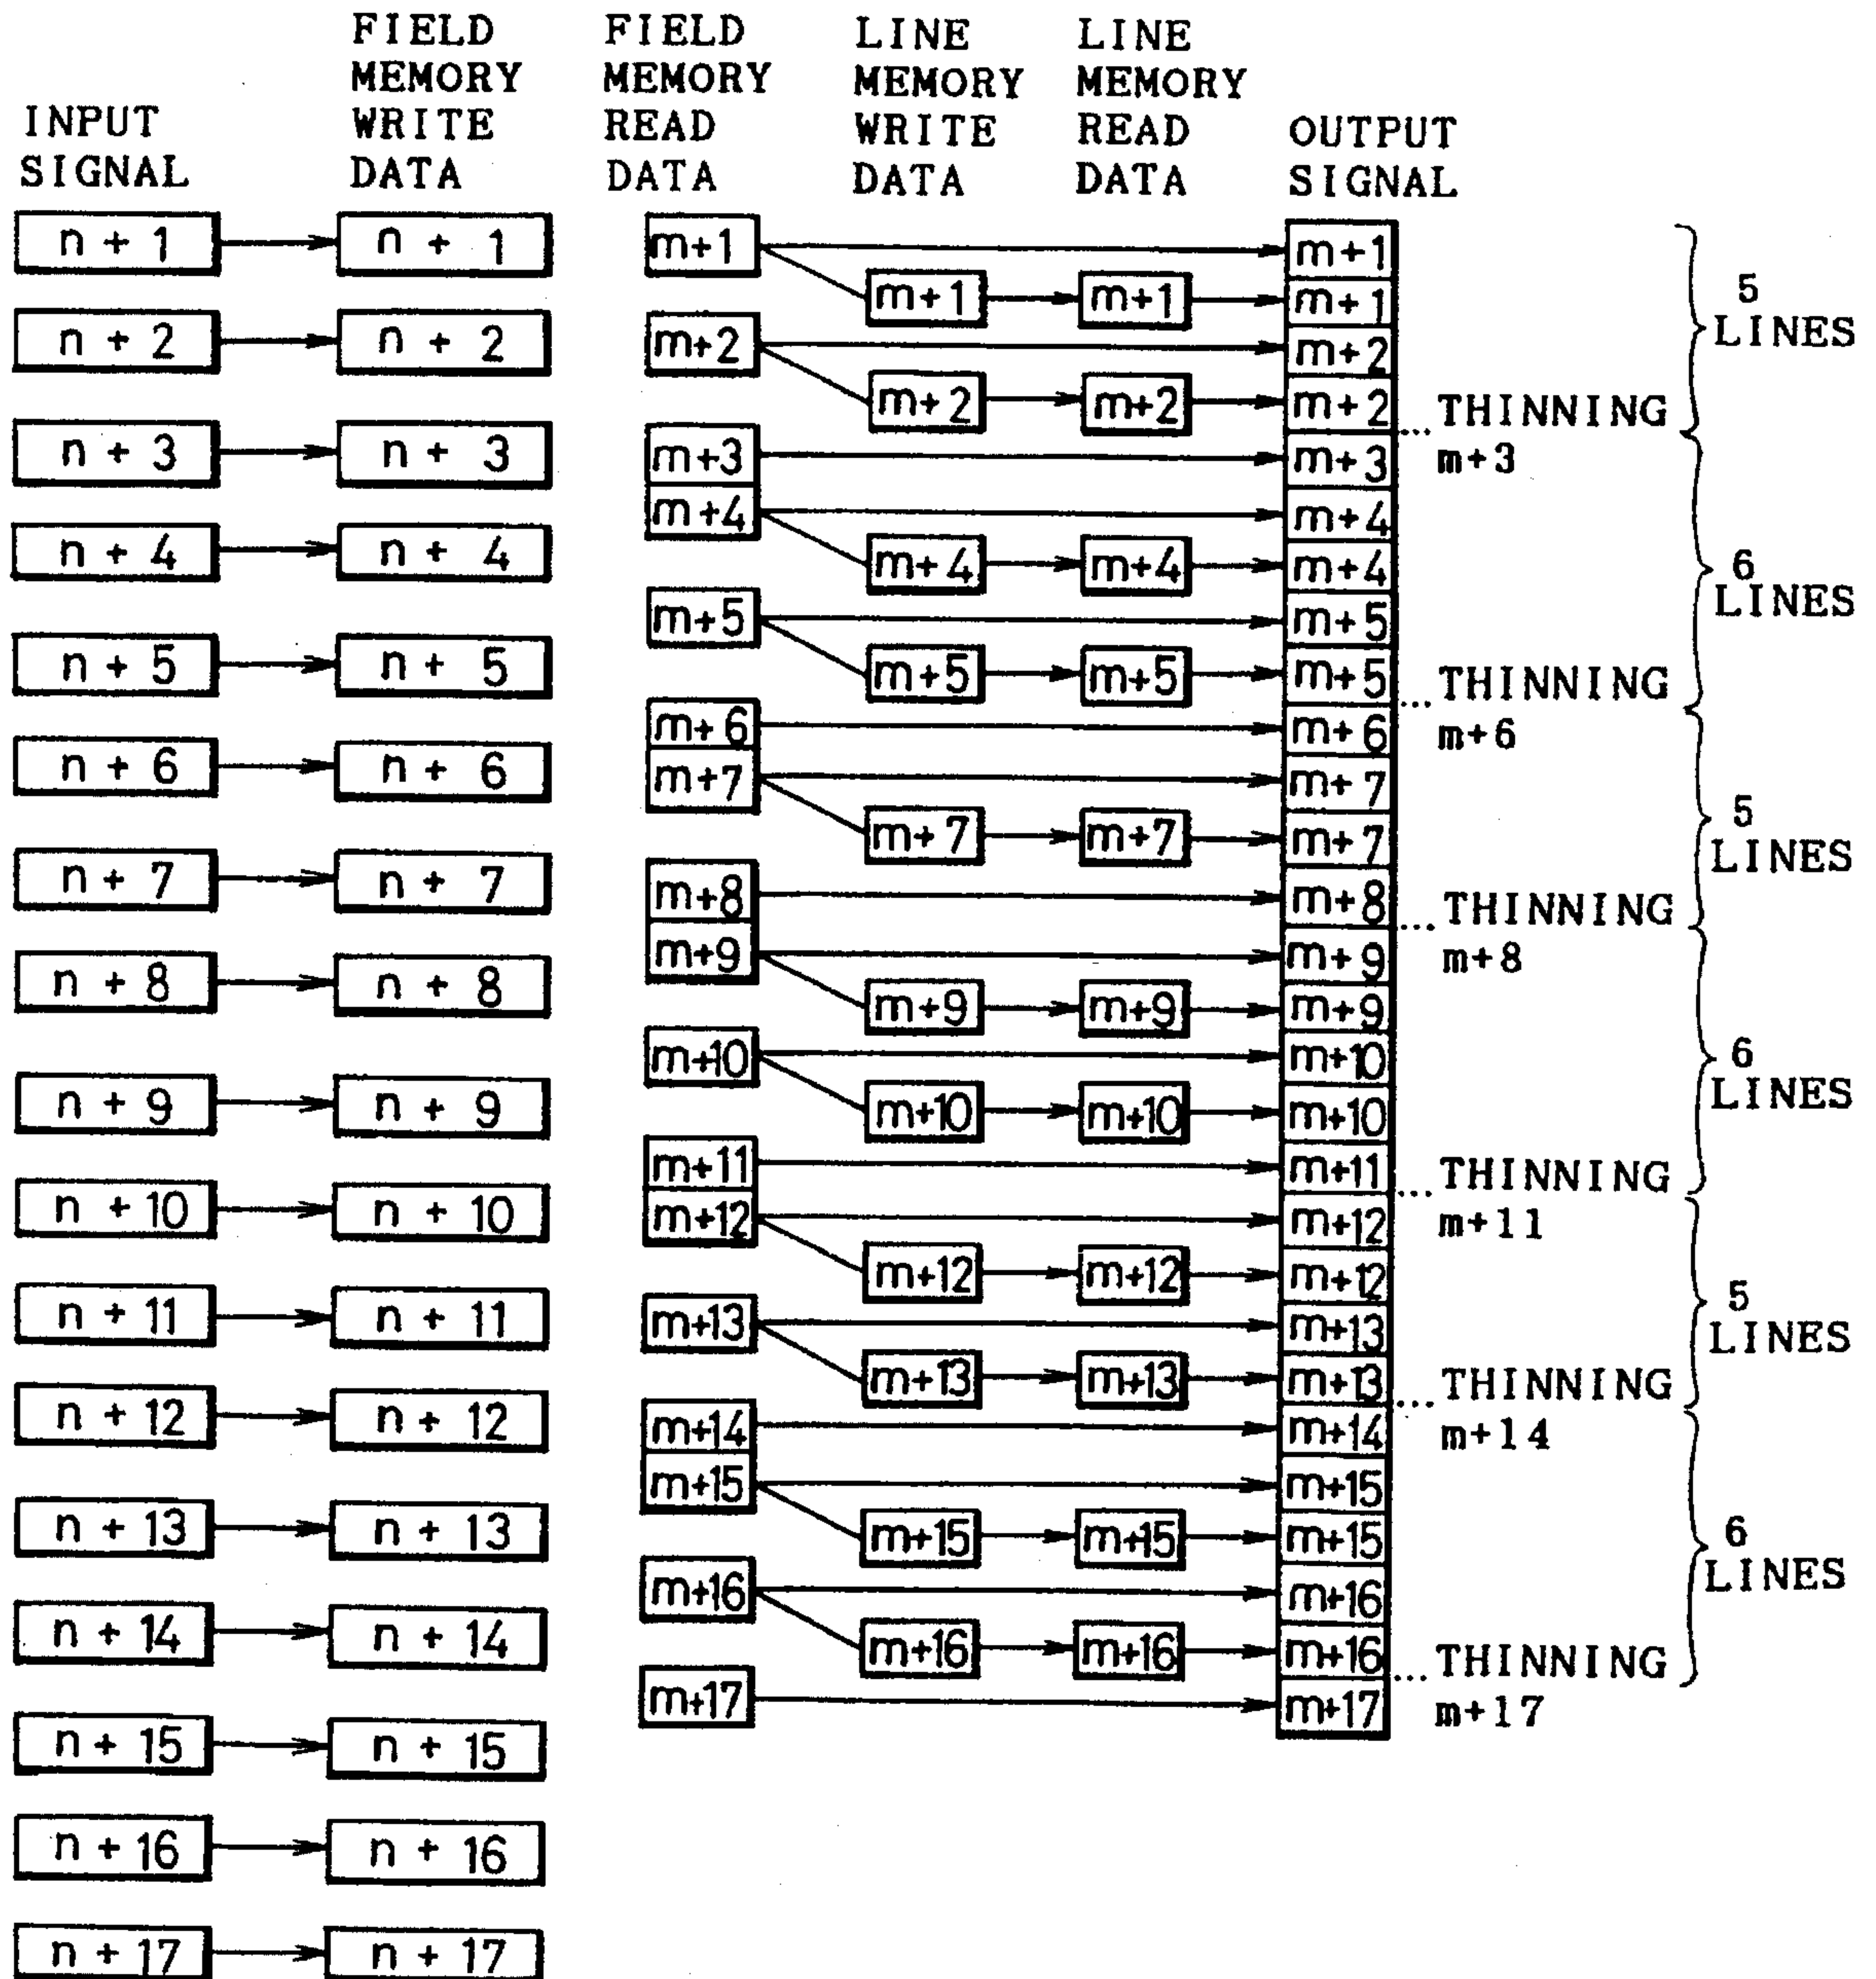 INPUT
SIGNAL
FIELD
MEMORY
WRITE
DATA
FIELD
MEMORY
READ
DATA
LINE
MEMORY
WRITE
DATA
LINE
MEMORY
READ
DATA
OUTPUT
SIGNAL
n + 1
n + 2
n + 3
n + 4
n + 5
n + 6
n + 7
n + 8
n + 9
n + 10
n + 11
n + 12
n + 13
n + 14
n + 15
n + 16
n + 17
n + 1
n + 2
n + 3
n + 4
n + 5
n + 6
n + 7
n + 8
n + 9
n + 10
n + 11
n + 12
n + 13
n + 14
n + 15
n + 16
n + 17
m+1
m+2
m+3
m+4
m+5
m+6
m+7
m+8
m+9
m+10
m+11
m+12
m+13
m+14
m+15
m+16
m+17
m+1
m+2
m+4
m+5
m+7
m+9
m+10
m+12
m+13
m+15
m+16
m+1
m+2
m+4
m+5
m+7
m+9
m+10
m+12
m+13
m+15
m+16
m+1
m+1
m+2
m+2
m+3
m+4
m+4
m+5
m+5
m+6
m+7
m+7
m+8
m+9
m+9
m+10
m+10
m+11
m+12
m+12
m+13
m+13
m+14
m+15
m+15
m+16
m+16
m+17
...THINNING
m+3
...THINNING
m+6
...THINNING
m+8
...THINNING
m+11
...THINNING
m+14
...THINNING
m+17
5
LINES
6
LINES
5
LINES
6
LINES
5
LINES
6
LINES